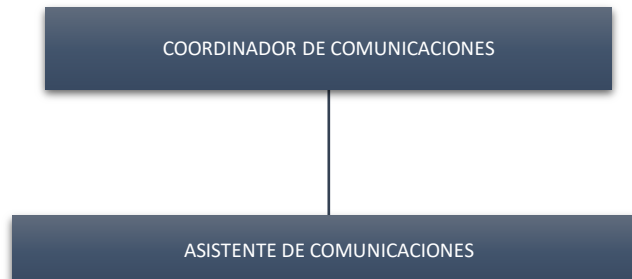 COORDINADOR DE COMUNICACIONES
ASISTENTE DE COMUNICACIONES